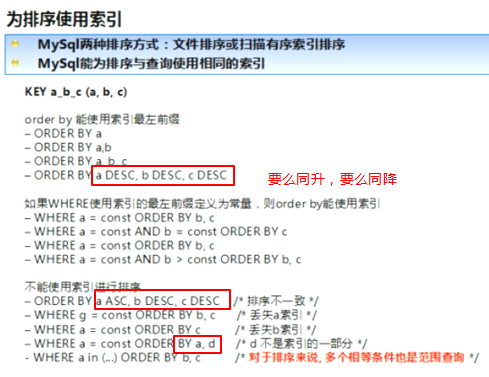 为排序使用索引
MySql两种排序方式：文件排序或扫描有序索引排序
MySql能为排序与查询使用相同的索引
KEY a_b_c (a, b, c)
order by 能使用索引最左前缀
– ORDER BY a
– ORDER BY a,b
– ORDER BY a, b, c
– ORDER BY a DESC, b DESC, c DESC
要么同升，要么同降
如果WHERE使用索引的最左前缀定义为常量，则order by能使用索引
– WHERE a = const ORDER BY b, c
– WHERE a = const AND b = const ORDER BY c
– WHERE a = const ORDER BY b, c
– WHERE a = const AND b > const ORDER BY b, c
不能使用索引进行排序
– ORDER BY a ASC, b DESC, c DESC /* 排序不一致 */
– WHERE g = const ORDER BY b, c /* 丢失a索引 */
– WHERE a = const ORDER BY c /* 丢失b索引 */
– WHERE a = const ORDER BY a, d /* d 不是索引的一部分 */
- WHERE a in (...) ORDER BY b, c /* 对于排序来说, 多个相等条件也是范围查询 */